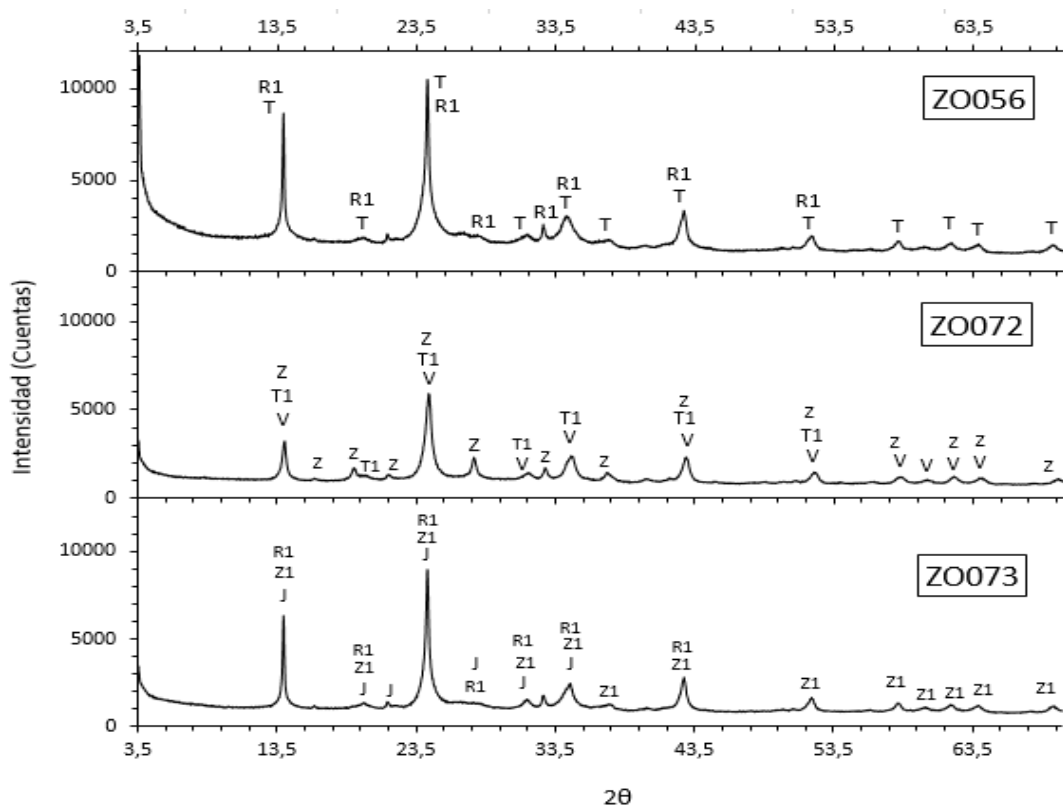 3,5 13,5 23,5 33,5 43,5 53,5 63,5
Intensidad (Cuentas)
10000
5000
0
ZO056
R1
T
R1
T
T
R1
R1
T
R1
R1
T
R1
T
R1
T
T
T
T
T
T
10000
5000
0
ZO072
Z
T1
V
Z
Z
T1
Z
Z
T1
V
Z
T1
V
Z
T1
V
Z
Z
T1
V
Z
T1
V
Z
V
V
Z
V
Z
V
Z
10000
5000
0
ZO073
R1
Z1
J
R1
Z1
J
J
R1
Z1
J
J
R1
R1
Z1
J
R1
Z1
J
Z1
R1
Z1
Z1
Z1
Z1
Z1
Z1
Z1
3,5 13,5 23,5 33,5 43,5 53,5 63,5
2θ